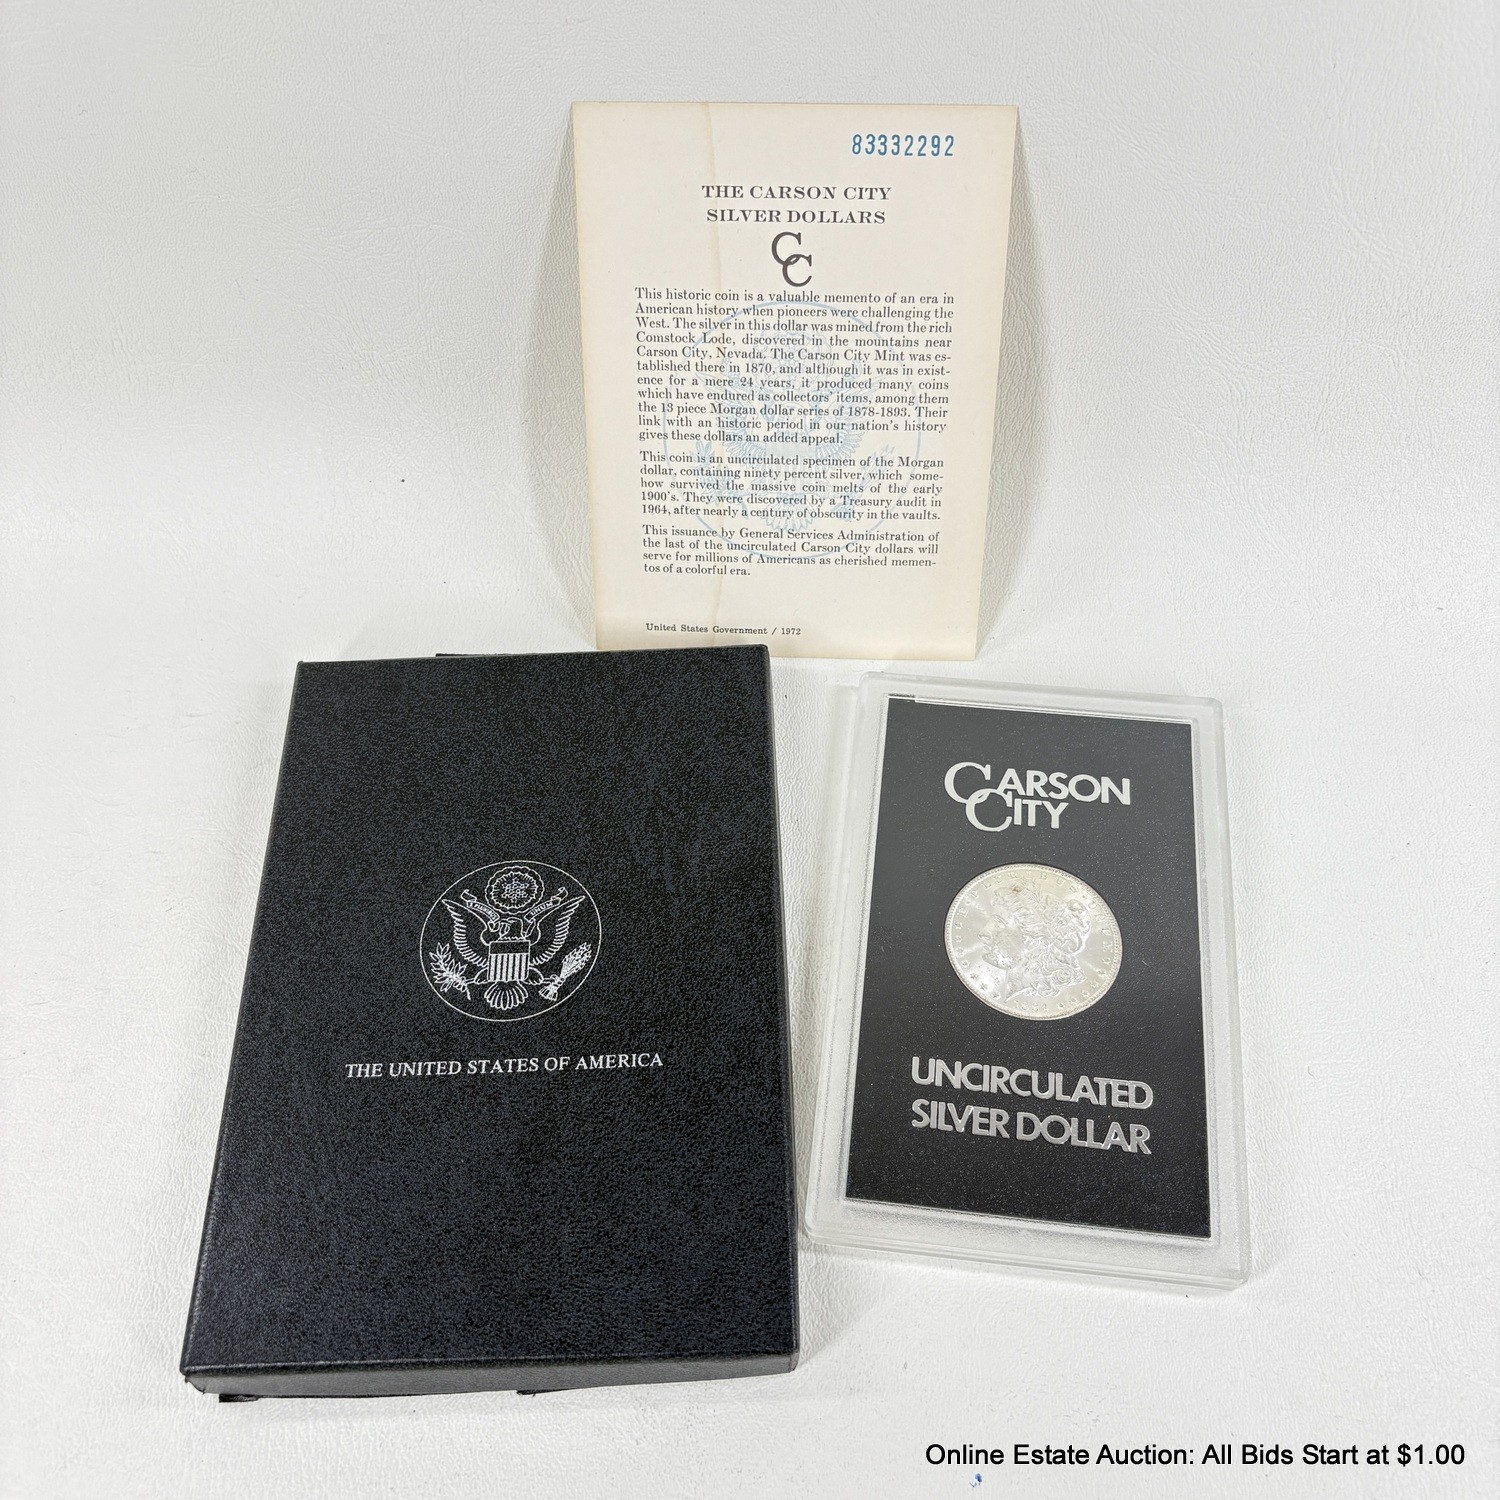 83332292
THE CARSON CITY
SILVER DOLLARS
CC
This historic coin is a valuable memento of an era in
American history when pioneers were challenging the
West. The silver in this dollar was mined from the rich
Comstock Lode, discovered in the mountains near
Carson City, Nevada. The Carson City Mint was es-
tablished there in 1870, and although it was in exist-
ence for a mere 24 years, it produced many coins
which have endured as collectors' items, among them
the 13 piece Morgan dollar series of 1878-1893. Their
link with an historic period in our nation's history
gives these dollars an added appeal.
This coin is an uncirculated specimen of the Morgan
dollar, containing ninety percent silver, which some-
how survived the massive coin melts of the early
1900's. They were discovered by a Treasury audit in
1964, after nearly a century of obscurity in the vaults.
This issuance by General Services Administration of
the last of the uncirculated Carson City dollars will
serve for millions of Americans as cherished memen-
tos of a colorful era.
United States Government / 1972
THE UNITED STATES OF AMERICA
CARSON
CITY
UNCIRCULATED
SILVER DOLLAR
Online Estate Auction: All Bids Start at $1.00